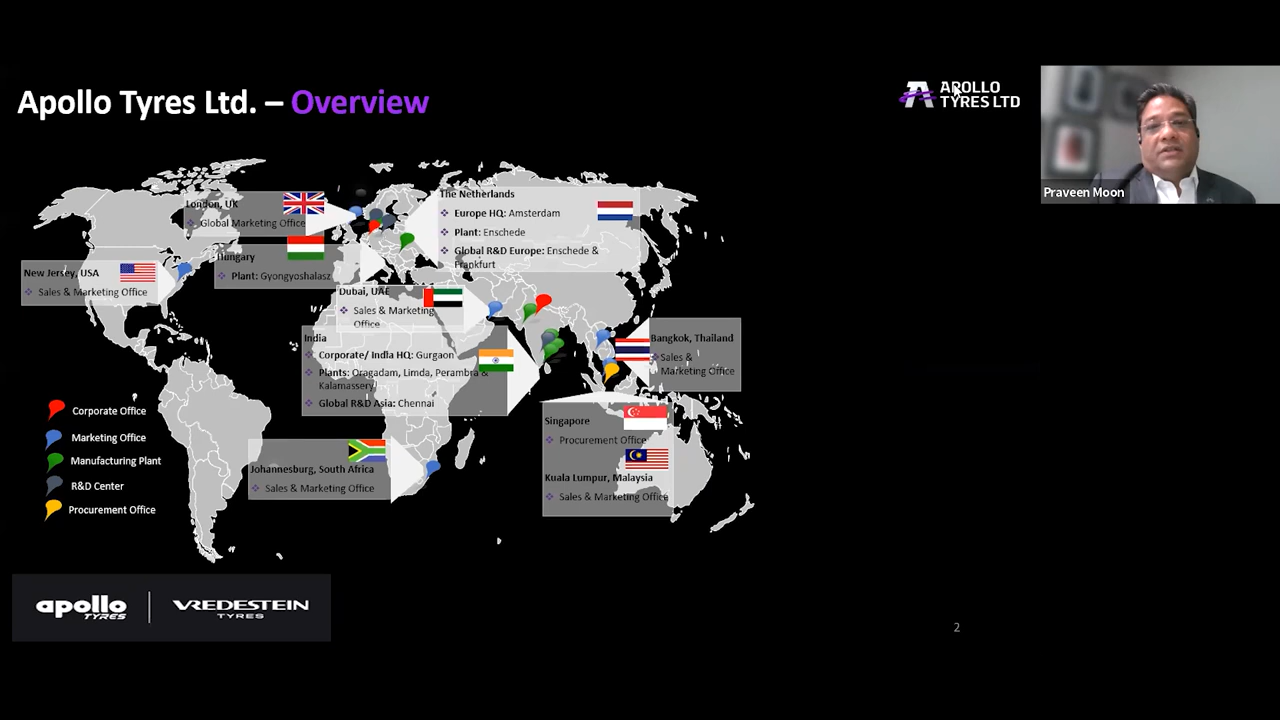 Apollo Tyres Ltd. – Overview
APOLLO
TYRES LTD
Praveen Moon
London, UK
Global Marketing Office
The Netherlands
Europe HQ: Amsterdam
Plant: Enschede
Global R&D Europe: Enschede &
Frankfurt
Hungary
Plant: Gyongyoshalasz
New Jersey, USA
Sales & Marketing Office
Dubai, UAE
Sales & Marketing
Office
India
Corporate/ India HQ: Gurgaon
Plants: Oragadam, Limda, Perambra &
Kalamassery
Global R&D Asia: Chennai
Bangkok, Thailand
Sales &
Marketing Office
Singapore
Procurement Office
Kuala Lumpur, Malaysia
Sales & Marketing Office
Johannesburg, South Africa
Sales & Marketing Office
Corporate Office
Marketing Office
Manufacturing Plant
R&D Center
Procurement Office
apollo
TYRES
VREDESTEIN
TYRES
2